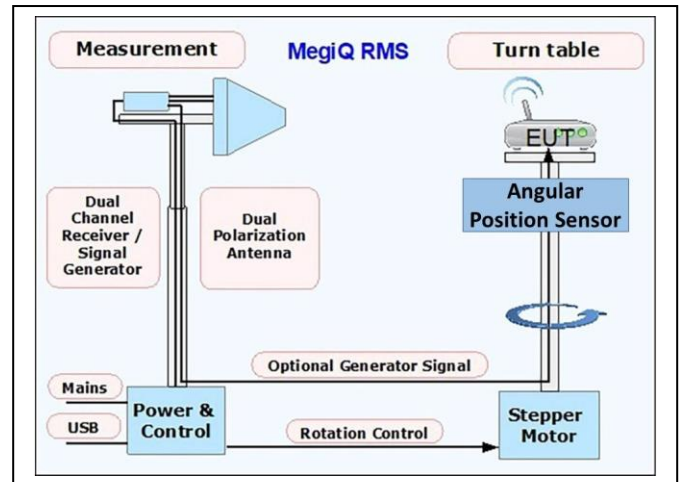 Measurement
MegiQ RMS
Turn table
EUT
Dual
Channel
Receiver /
Signal
Generator
Dual
Polarization
Antenna
Angular
Position Sensor
Optional Generator Signal
Mains
USB
Power &
Control
Rotation Control
Stepper
Motor